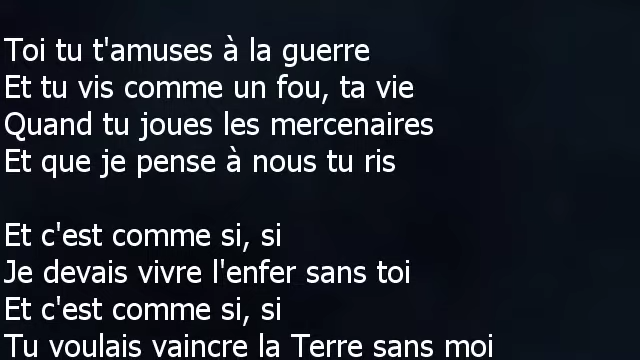 Toi tu t'amuses à la guerre
Et tu vis comme un fou, ta vie
Quand tu joues les mercenaires
Et que je pense à nous tu ris
Et c'est comme si, si
Je devais vivre l'enfer sans toi
Et c'est comme si, si
Tu voulais vaincre la Terre sans moi